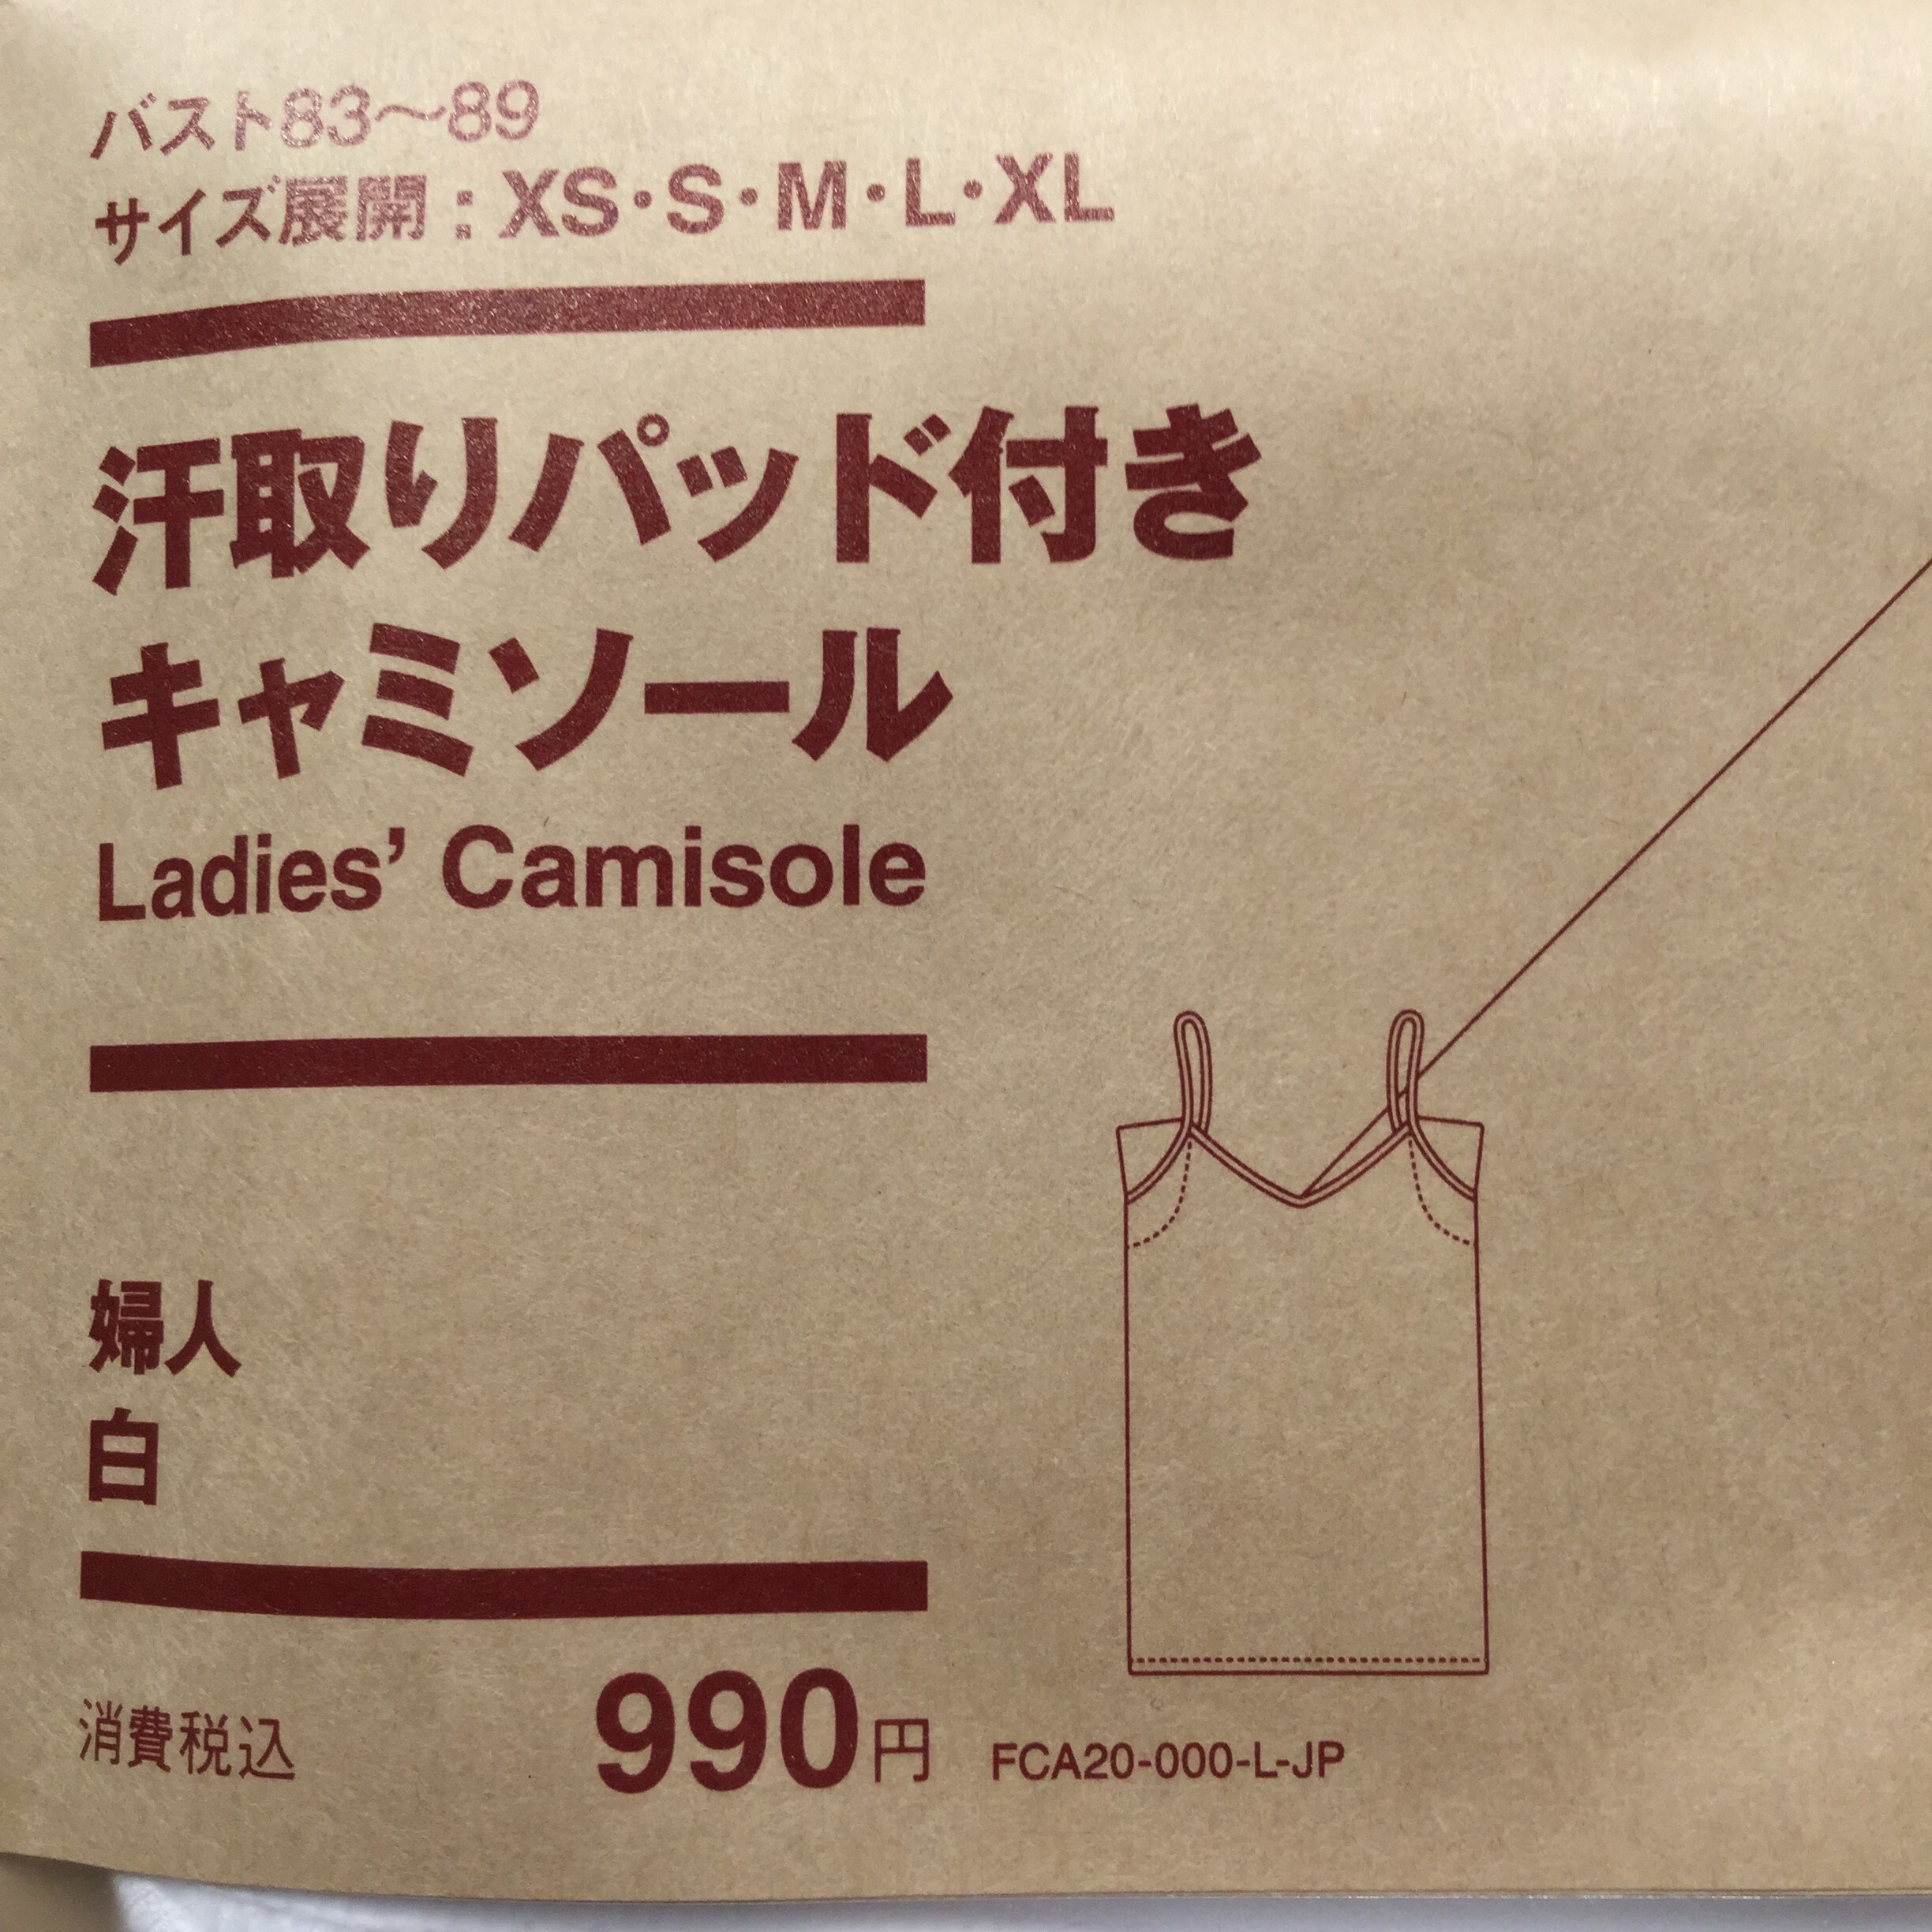 バスト83〜89
サイズ展開：XS･S･M･L･XL
汗取りパッド付き
キャミソール
Ladies’ Camisole
婦人
白
消費税込 990円 FCA20-000-L-JP